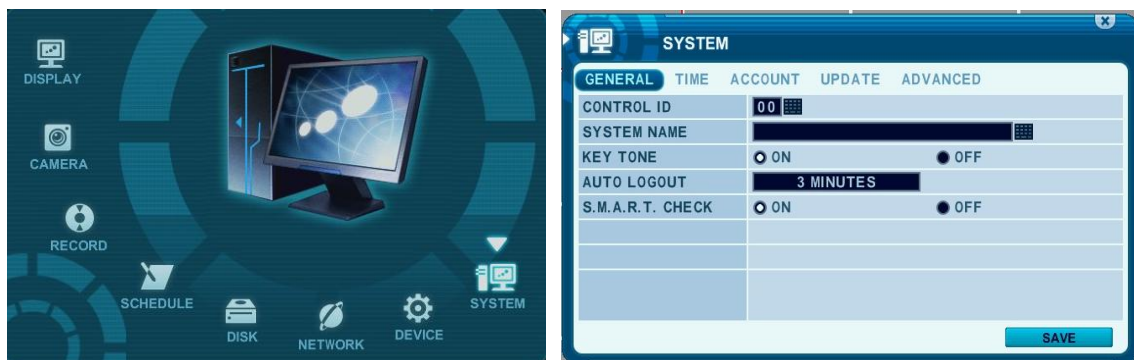 DISPLAY
CAMERA
RECORD
SCHEDULE
DISK
NETWORK
DEVICE
SYSTEM
SYSTEM
X
GENERAL TIME ACCOUNT UPDATE ADVANCED
CONTROL ID 00
SYSTEM NAME
KEY TONE ON OFF
AUTO LOGOUT 3 MINUTES
S.M.A.R.T. CHECK ON OFF
SAVE